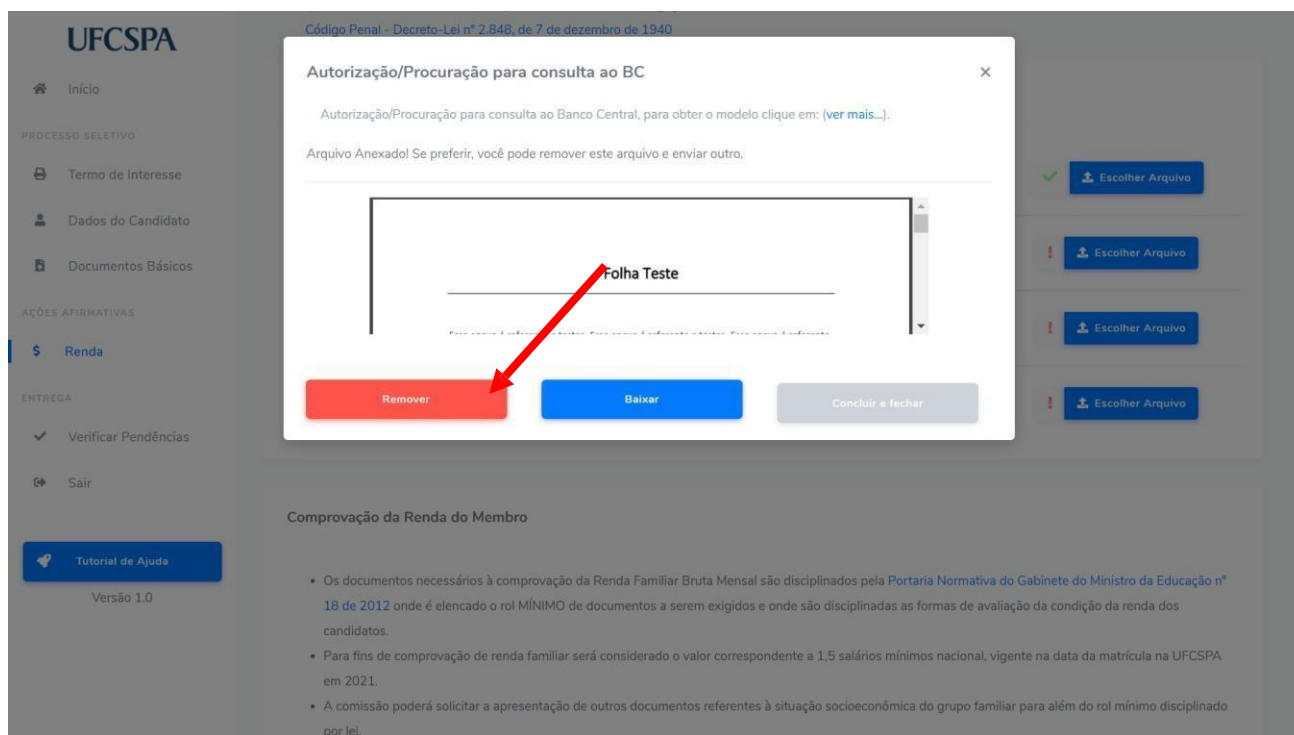 UFCSPA
Início
PROCESSO SELETIVO
Termo de Interesse
Dados do Candidato
Documentos Básicos
AÇÕES AFIRMATIVAS
$ Renda
ENTREGA
Verificar Pendências
Sair
Tutorial de Ajuda
Versão 1.0
Código Penal - Decreto-Lei nº 2.848, de 7 de dezembro de 1940
Autorização/Procuração para consulta ao BC ×
Autorização/Procuração para consulta ao Banco Central, para obter o modelo clique em: (ver mais...).
Arquivo Anexado! Se preferir, você pode remover este arquivo e enviar outro.
Folha Teste
Remover
Baixar
Concluir e fechar
Escolher Arquivo
! Escolher Arquivo
! Escolher Arquivo
! Escolher Arquivo
Comprovação da Renda do Membro
• Os documentos necessários à comprovação da Renda Familiar Bruta Mensal são disciplinados pela Portaria Normativa do Gabinete do Ministro da Educação nº
18 de 2012 onde é elencado o rol MÍNIMO de documentos a serem exigidos e onde são disciplinadas as formas de avaliação da condição da renda dos
candidatos.
• Para fins de comprovação de renda familiar será considerado o valor correspondente a 1,5 salários mínimos nacional, vigente na data da matrícula na UFCSPA
em 2021.
• A comissão poderá solicitar a apresentação de outros documentos referentes à situação socioeconômica do grupo familiar para além do rol mínimo disciplinado
por lei.